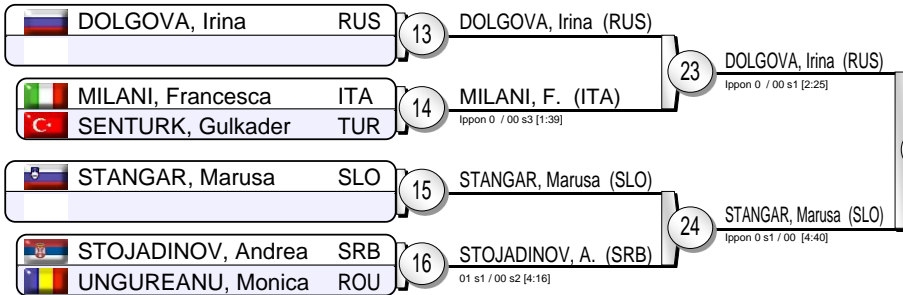 DOLGOVA, Irina RUS
13
DOLGOVA, Irina (RUS)
23
DOLGOVA, Irina (RUS)
Ippon 0 / 00 s1 [2:25]
MILANI, Francesca ITA
SENTURK, Gulkader TUR
14
MILANI, F. (ITA)
Ippon 0 / 00 s3 [1:39]
STANGAR, Marusa SLO
15
STANGAR, Marusa (SLO)
24
STANGAR, Marusa (SLO)
Ippon 0 s1 / 00 [4:40]
STOJADINOV, Andrea SRB
UNGUREANU, Monica ROU
16
STOJADINOV, A. (SRB)
01 s1 / 00 s2 [4:16]